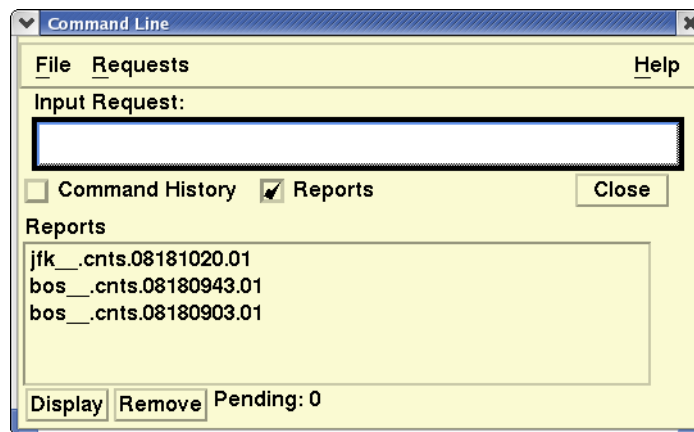 Command Line
File Requests Help
Input Request:
Command History Reports Close
Reports
jfk__.cnts.08181020.01
bos__.cnts.08180943.01
bos__.cnts.08180903.01
Display Remove Pending: 0